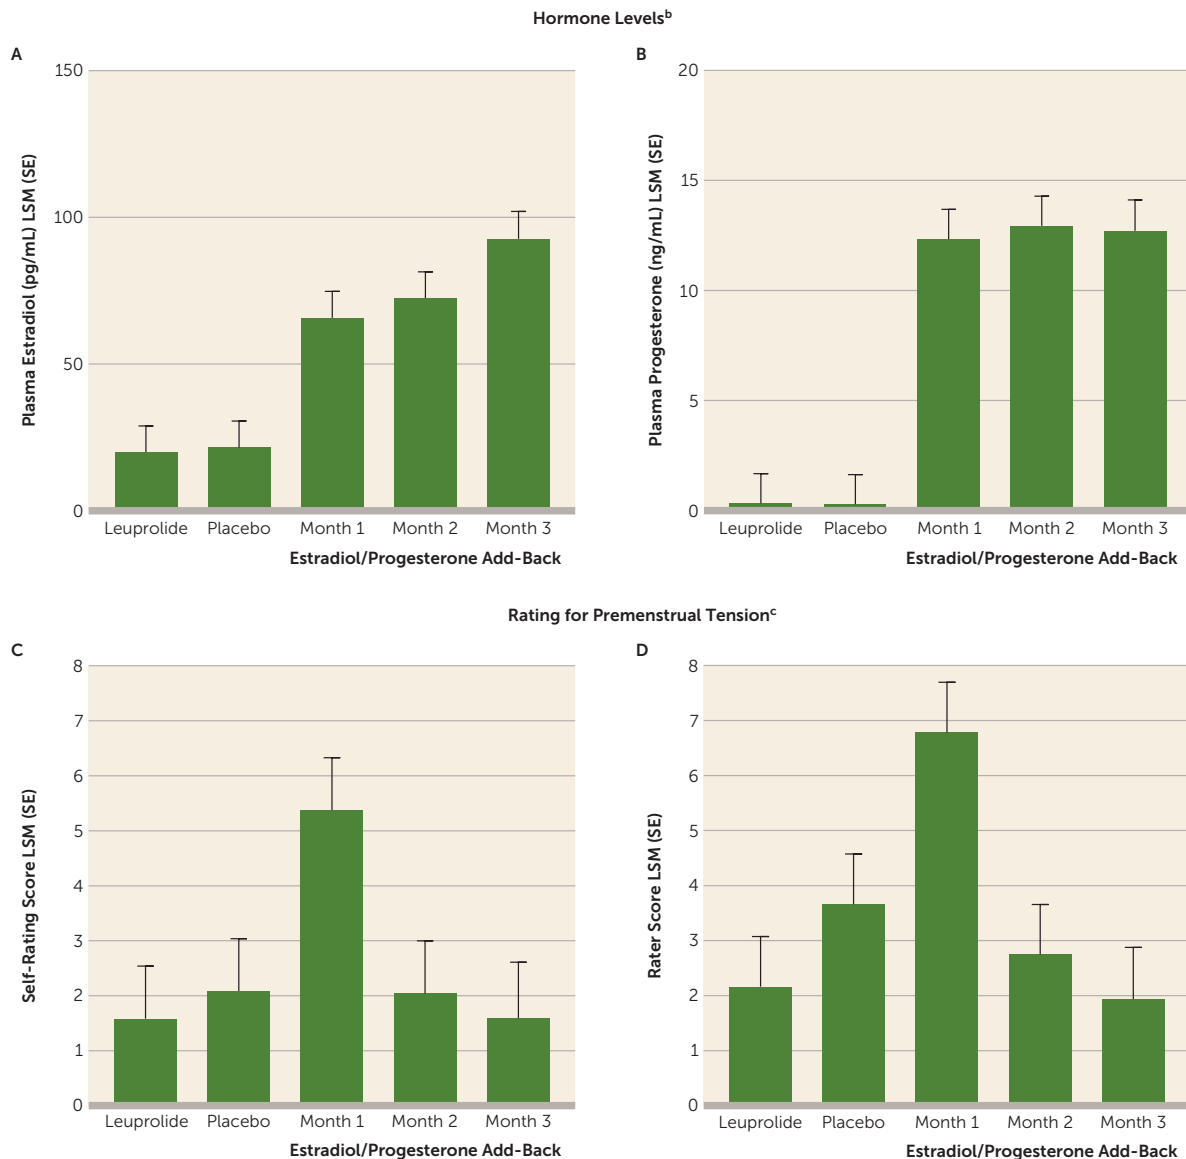 Hormone Levelsᵇ
A
Plasma Estradiol (pg/mL) LSM (SE)
150
100
50
0
Leuprolide Placebo Month 1 Month 2 Month 3
Estradiol/Progesterone Add-Back
B
Plasma Progesterone (ng/mL) LSM (SE)
20
15
10
5
0
Leuprolide Placebo Month 1 Month 2 Month 3
Estradiol/Progesterone Add-Back
Rating for Premenstrual Tensionᶜ
C
Self-Rating Score LSM (SE)
8
7
6
5
4
3
2
1
0
Leuprolide Placebo Month 1 Month 2 Month 3
Estradiol/Progesterone Add-Back
D
Rater Score LSM (SE)
8
7
6
5
4
3
2
1
0
Leuprolide Placebo Month 1 Month 2 Month 3
Estradiol/Progesterone Add-Back